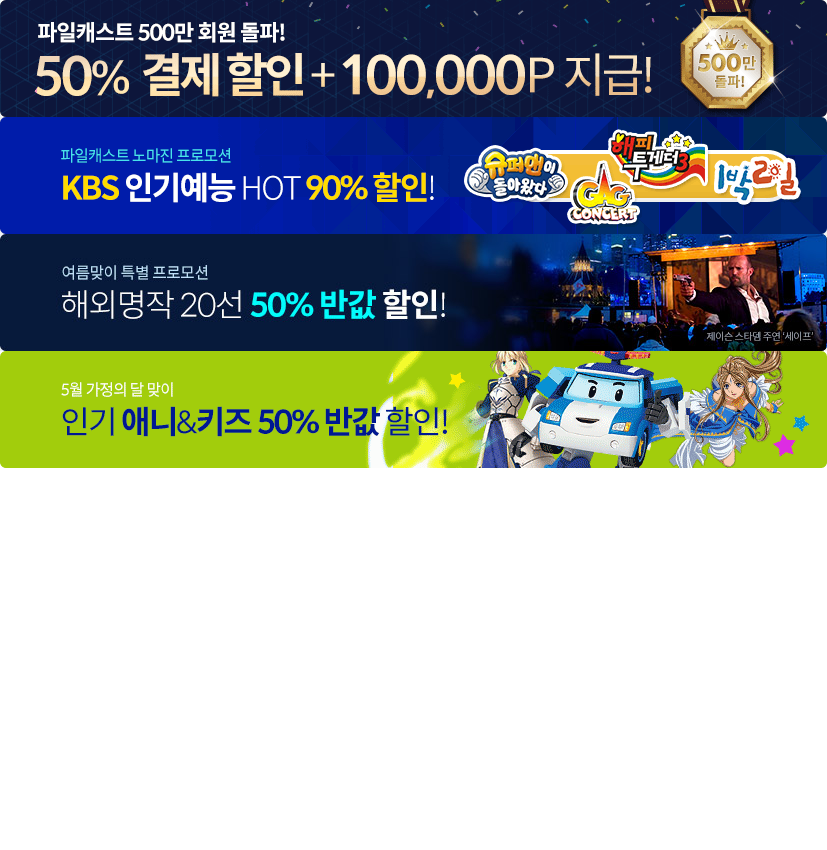 파일캐스트 500만 회원 돌파!
50% 결제 할인 + 100,000P 지급!
500만
돌파!
파일캐스트 노마진 프로모션
KBS 인기예능 HOT 90% 할인!
슈퍼맨이
돌아왔다
GAG
CONCERT
해피
투게더3
1박2일
여름맞이 특별 프로모션
해외명작 20선 50% 반값 할인!
제이슨 스타뎀 주연 '세이프'
5월 가정의 달 맞이
인기 애니&키즈 50% 반값 할인!